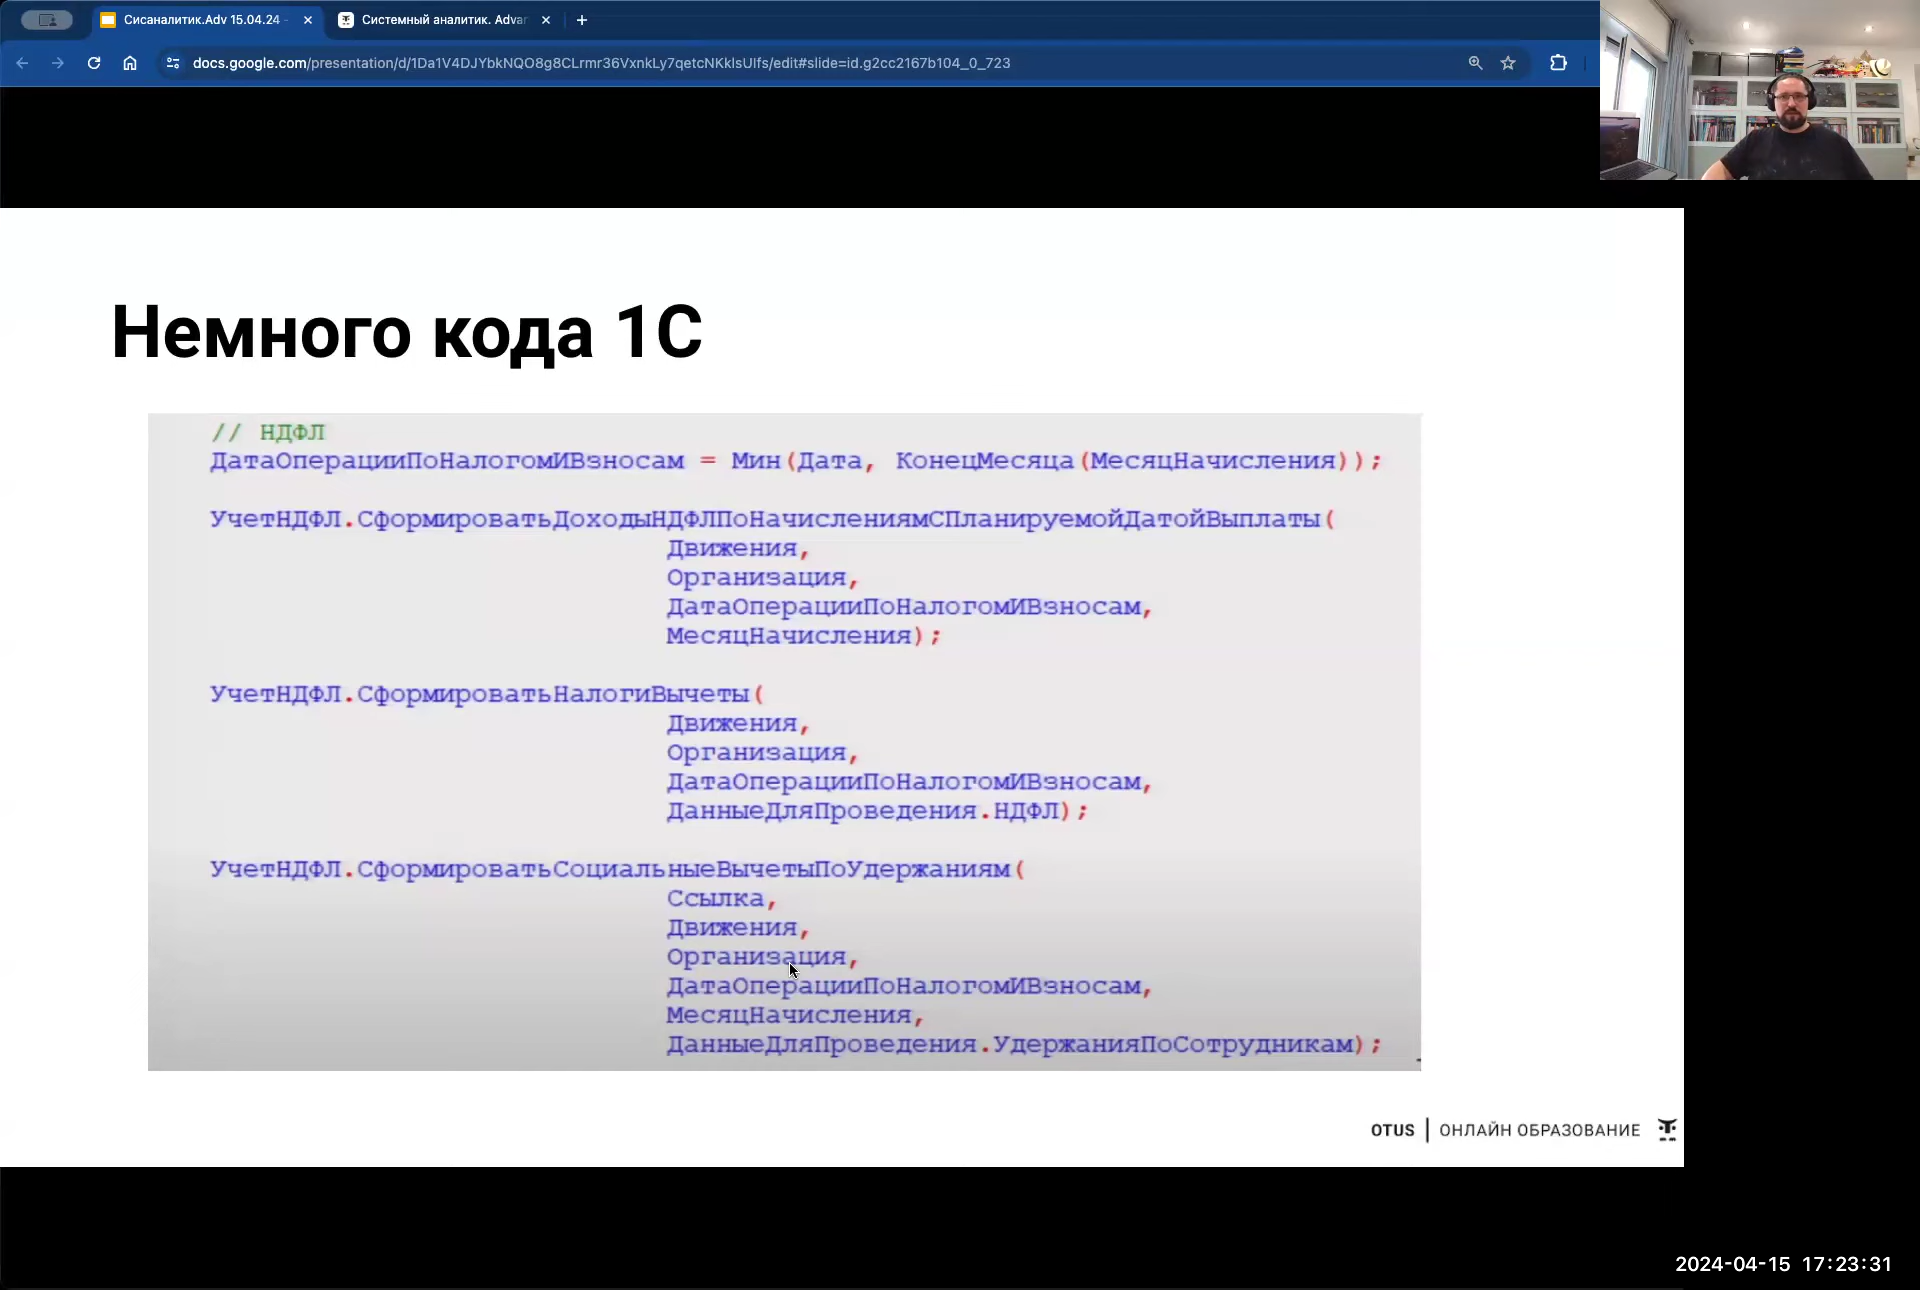 Сисаналитик.Adv 15.04.24 -
Системный аналитик. Advan
docs.google.com/presentation/d/1Da1V4DJYbkNQO8g8CLrmr36VxnkLy7qetcNKklsUlfs/edit#slide=id.g2cc2167b104_0_723
Немного кода 1С
// НДФЛ
ДатаОперацииПоНалогомИВзносам = Мин(Дата, КонецМесяца(МесяцНачисления));
УчетНДФЛ.СформироватьДоходыНДФЛПоНачислениямСПланируемойДатойВыплаты(
Движения,
Организация,
ДатаОперацииПоНалогомИВзносам,
МесяцНачисления);
УчетНДФЛ.СформироватьНалогиВычеты(
Движения,
Организация,
ДатаОперацииПоНалогомИВзносам,
ДанныеДляПроведения.НДФЛ);
УчетНДФЛ.СформироватьСоциальныеВычетыПоУдержаниям(
Ссылка,
Движения,
Организация,
ДатаОперацииПоНалогомИВзносам,
МесяцНачисления,
ДанныеДляПроведения.УдержанияПоСотрудникам);
OTUS | ОНЛАЙН ОБРАЗОВАНИЕ
2024-04-15 17:23:31